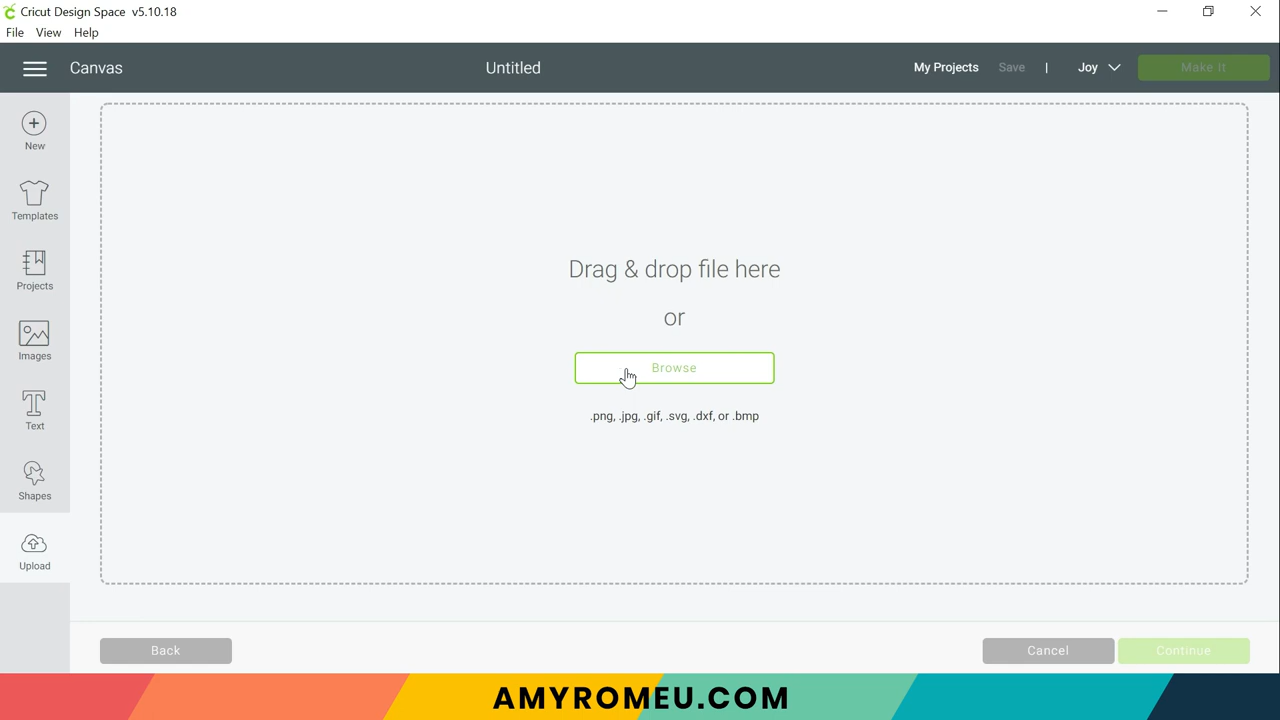 Cricut Design Space v5.10.18
File View Help
Canvas
Untitled
My Projects Save | Joy Make It
New
Templates
Projects
Images
Text
Shapes
Upload
Drag & drop file here
or
Browse
.png, .jpg, .gif, .svg, .dxf, or .bmp
Back Cancel Continue
AMYROMEU.COM